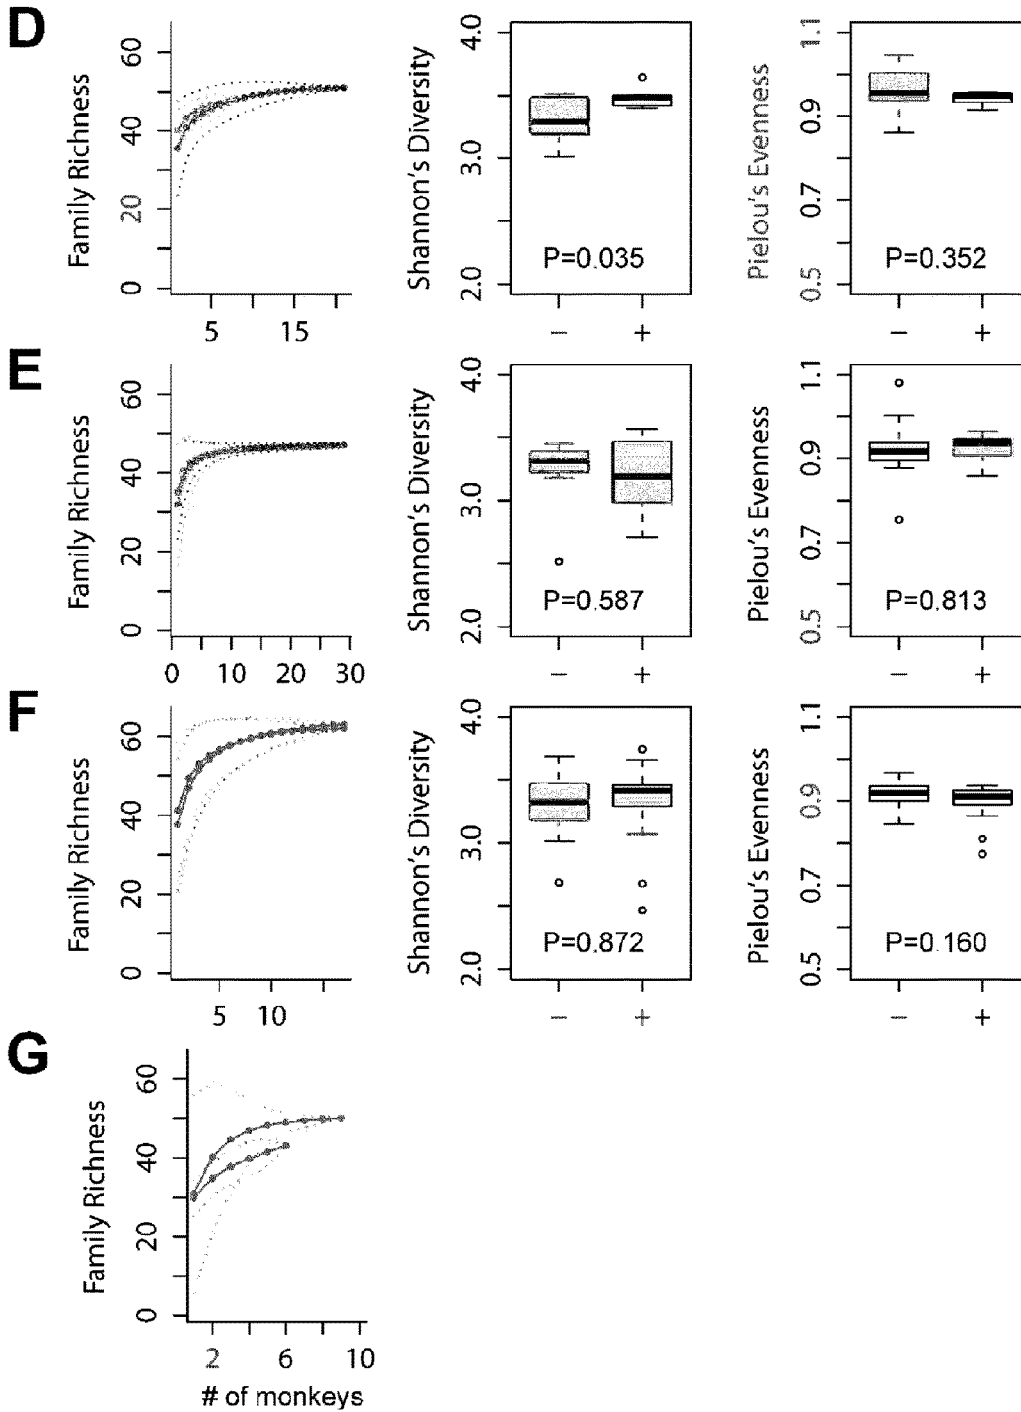 D
Family Richness
0 20 40 60
5 15
Shannon's Diversity
2.0 3.0 4.0
P=0.035
− +
Pielou's Evenness
0.5 0.7 0.9 1.1
P=0.352
− +
E
Family Richness
0 20 40 60
0 10 20 30
Shannon's Diversity
2.0 3.0 4.0
P=0.587
− +
Pielou's Evenness
0.5 0.7 0.9 1.1
P=0.813
− +
F
Family Richness
0 20 40 60
5 10
Shannon's Diversity
2.0 3.0 4.0
P=0.872
− +
Pielou's Evenness
0.5 0.7 0.9 1.1
P=0.160
− +
G
Family Richness
0 20 40 60
2 6 10
# of monkeys